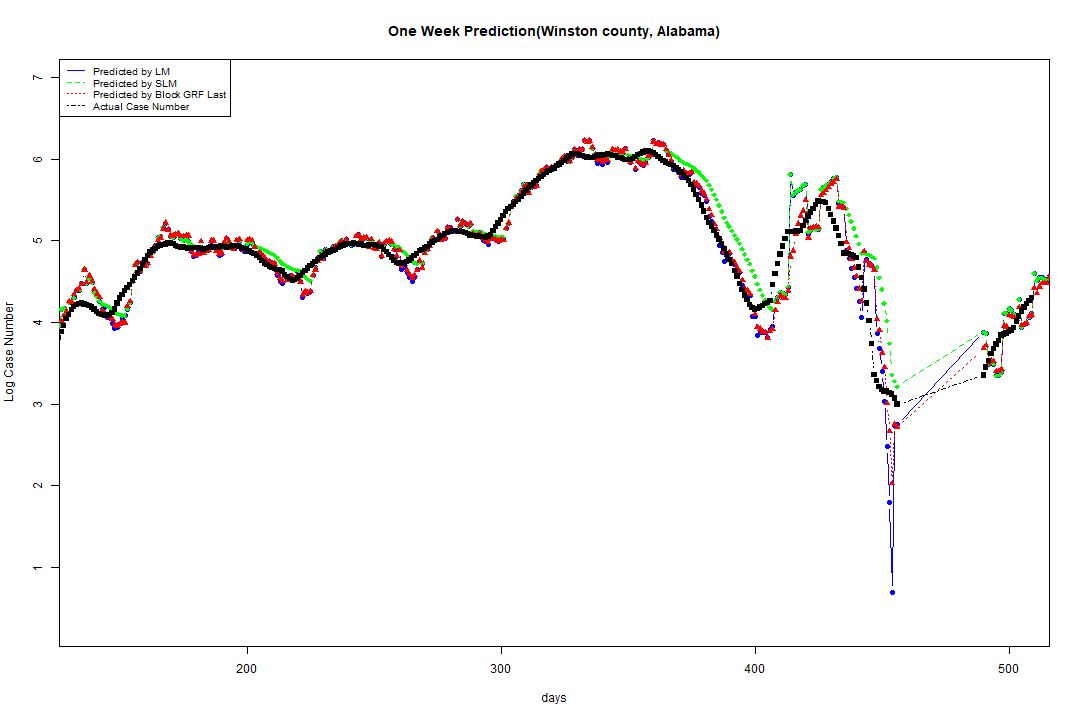 One Week Prediction(Winston county, Alabama)
Predicted by LM
Predicted by SLM
Predicted by Block GRF Last
Actual Case Number
7
6
5
4
3
2
1
Log Case Number
200 300 400 500
days